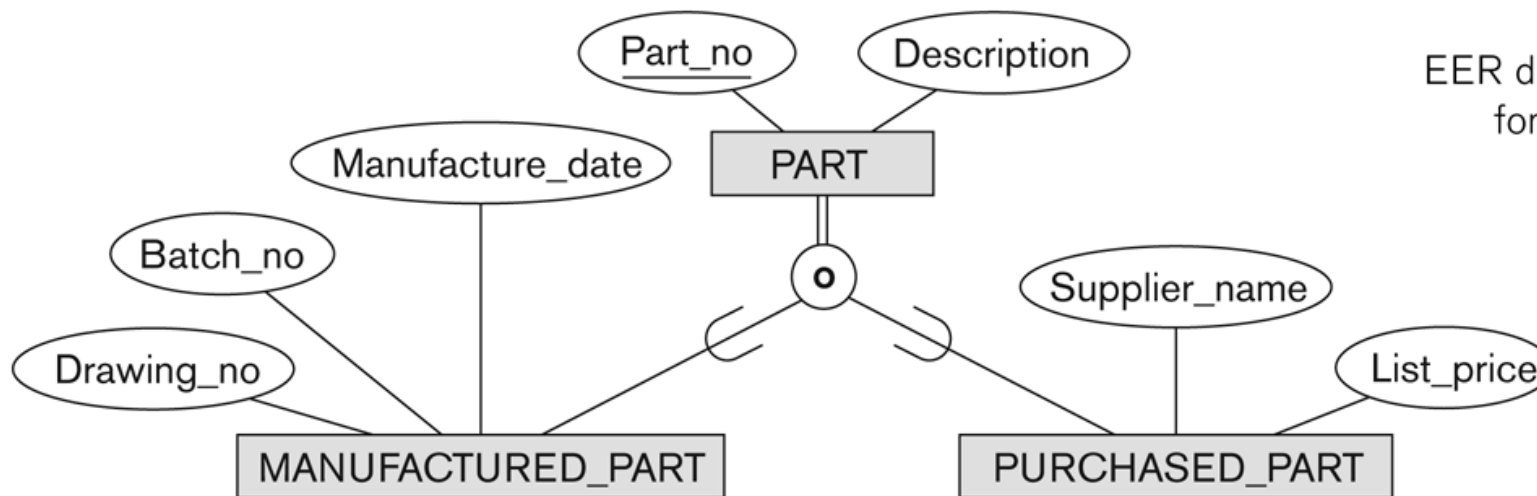 Part_no
Description
EER d
for
Manufacture_date
PART
Batch_no
o
Supplier_name
Drawing_no
List_price
MANUFACTURED_PART
PURCHASED_PART